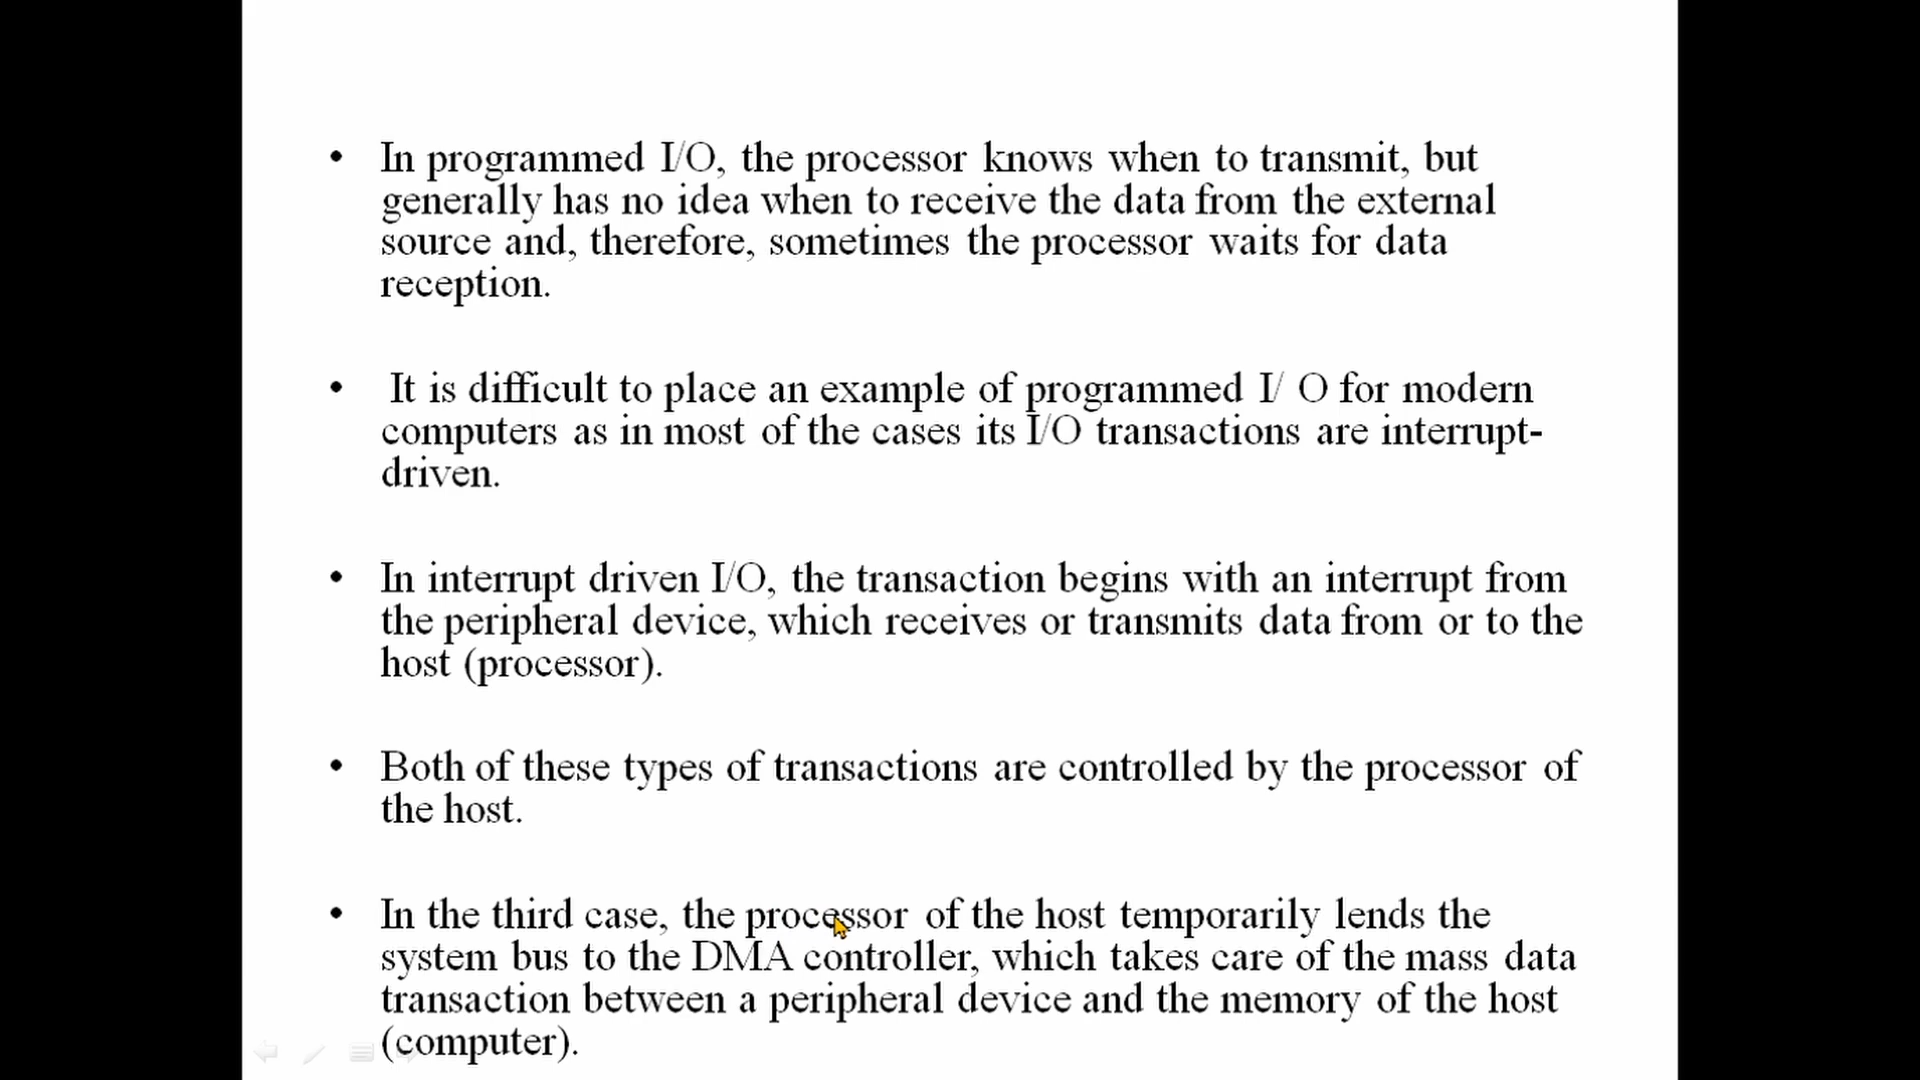 • In programmed I/O, the processor knows when to transmit, but
generally has no idea when to receive the data from the external
source and, therefore, sometimes the processor waits for data
reception.
• It is difficult to place an example of programmed I/ O for modern
computers as in most of the cases its I/O transactions are interrupt-
driven.
• In interrupt driven I/O, the transaction begins with an interrupt from
the peripheral device, which receives or transmits data from or to the
host (processor).
• Both of these types of transactions are controlled by the processor of
the host.
• In the third case, the processor of the host temporarily lends the
system bus to the DMA controller, which takes care of the mass data
transaction between a peripheral device and the memory of the host
(computer).